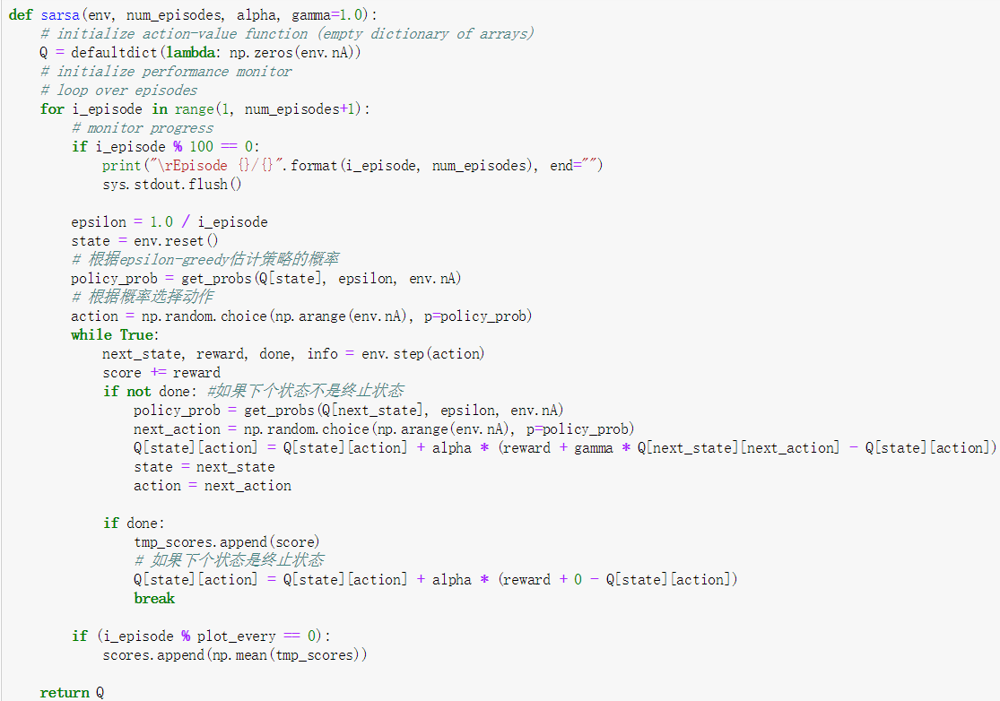 def sarsa(env, num_episodes, alpha, gamma=1.0):
    # initialize action-value function (empty dictionary of arrays)
    Q = defaultdict(lambda: np.zeros(env.nA))
    # initialize performance monitor
    # loop over episodes
    for i_episode in range(1, num_episodes+1):
        # monitor progress
        if i_episode % 100 == 0:
            print("\rEpisode {}/{}".format(i_episode, num_episodes), end="")
            sys.stdout.flush()

        epsilon = 1.0 / i_episode
        state = env.reset()
        # 根据epsilon-greedy估计策略的概率
        policy_prob = get_probs(Q[state], epsilon, env.nA)
        # 根据概率选择动作
        action = np.random.choice(np.arange(env.nA), p=policy_prob)
        while True:
            next_state, reward, done, info = env.step(action)
            score += reward
            if not done: #如果下个状态不是终止状态
                policy_prob = get_probs(Q[next_state], epsilon, env.nA)
                next_action = np.random.choice(np.arange(env.nA), p=policy_prob)
                Q[state][action] = Q[state][action] + alpha * (reward + gamma * Q[next_state][next_action] - Q[state][action])
                state = next_state
                action = next_action

            if done:
                tmp_scores.append(score)
                # 如果下个状态是终止状态
                Q[state][action] = Q[state][action] + alpha * (reward + 0 - Q[state][action])
                break

        if (i_episode % plot_every == 0):
            scores.append(np.mean(tmp_scores))

    return Q